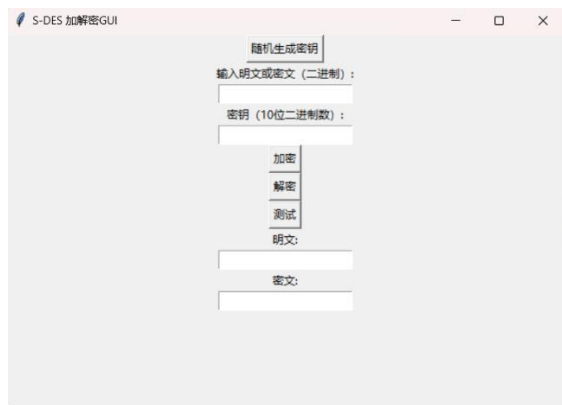 S-DES 加解密GUI
随机生成密钥
输入明文或密文（二进制）:
密钥（10位二进制数）:
加密
解密
测试
明文:
密文: